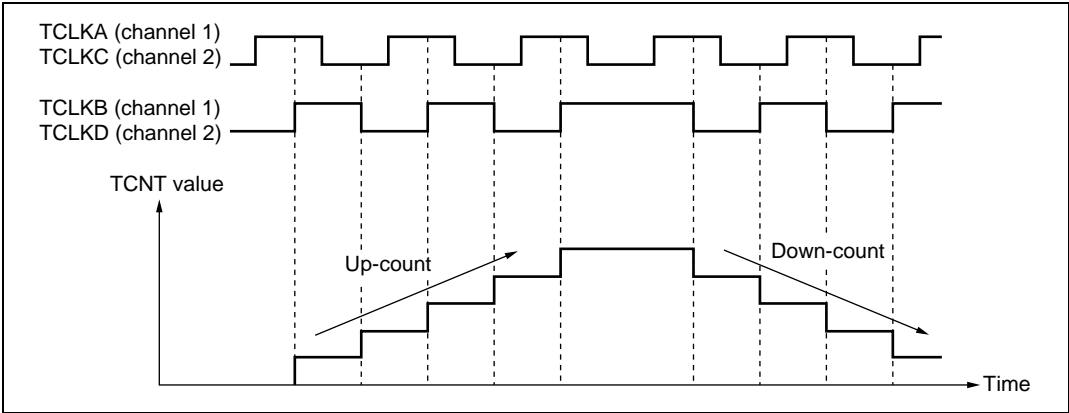 TCLKA (channel 1)
TCLKC (channel 2)
TCLKB (channel 1)
TCLKD (channel 2)
TCNT value
Up-count
Down-count
Time